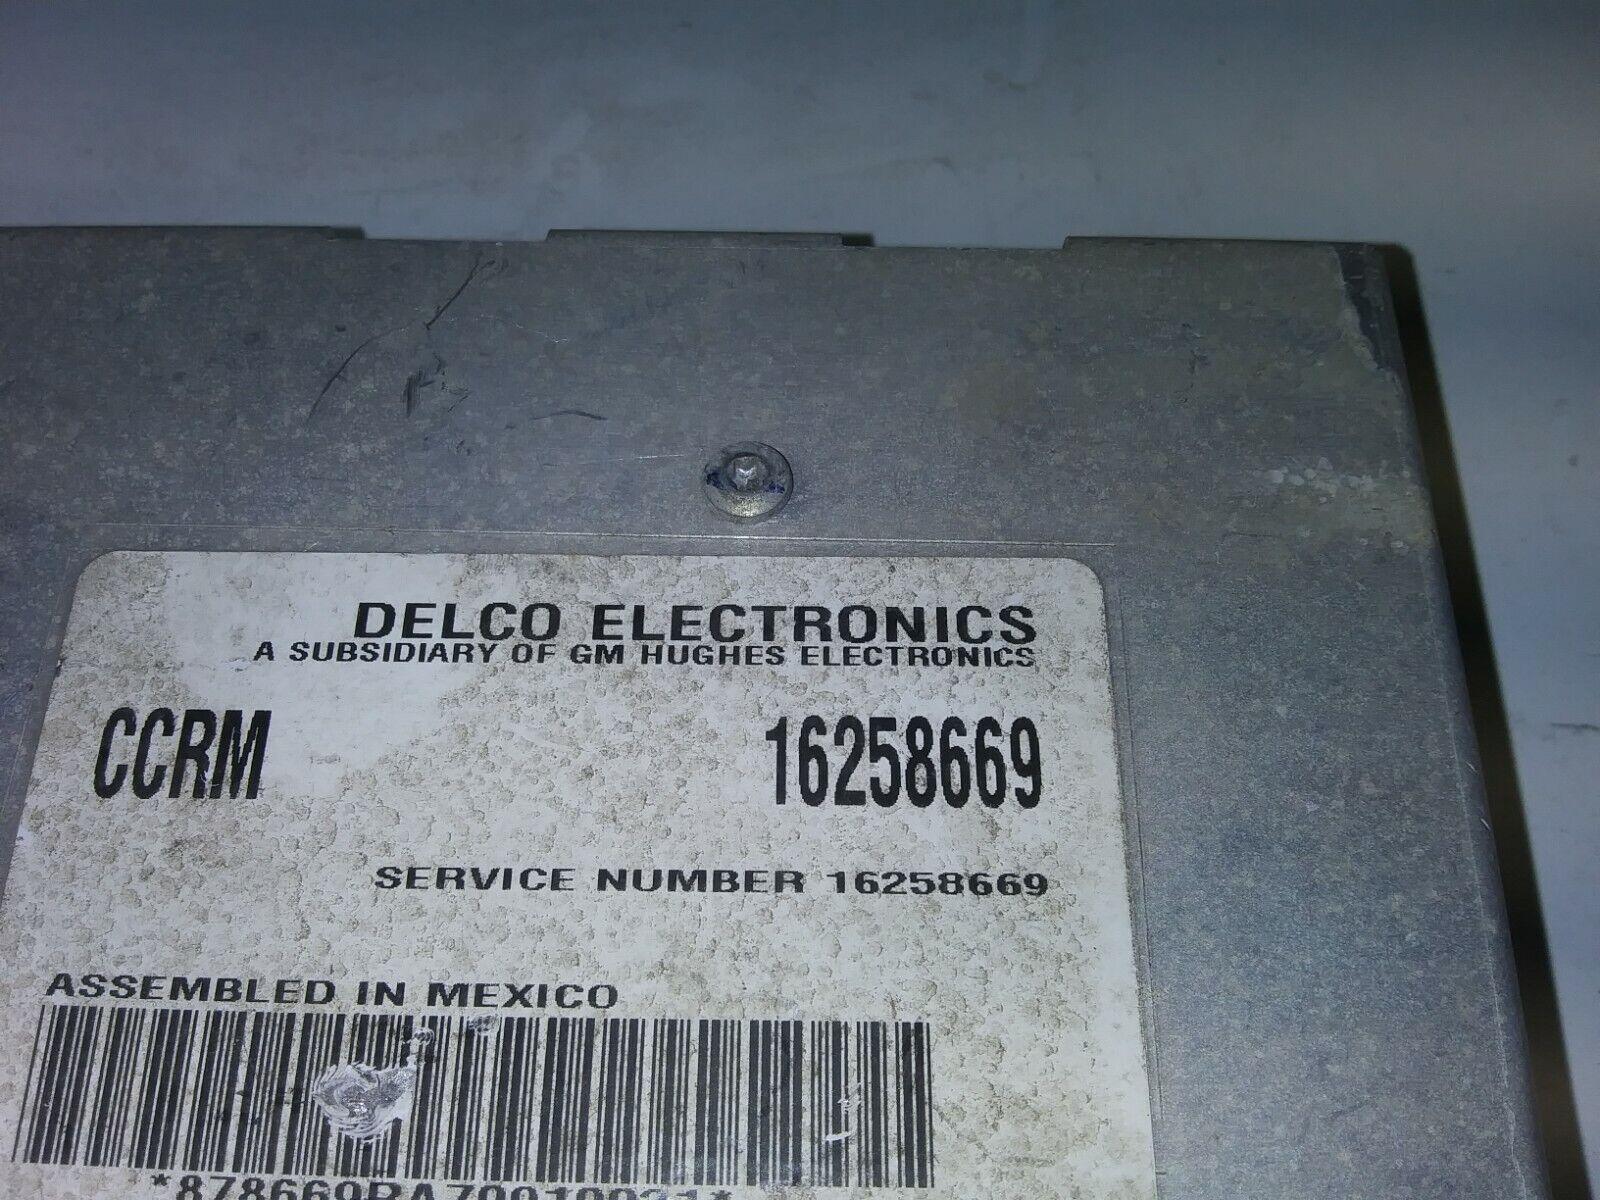 DELCO ELECTRONICS
A SUBSIDIARY OF GM HUGHES ELECTRONICS
CCRM 16258669
SERVICE NUMBER 16258669
ASSEMBLED IN MEXICO